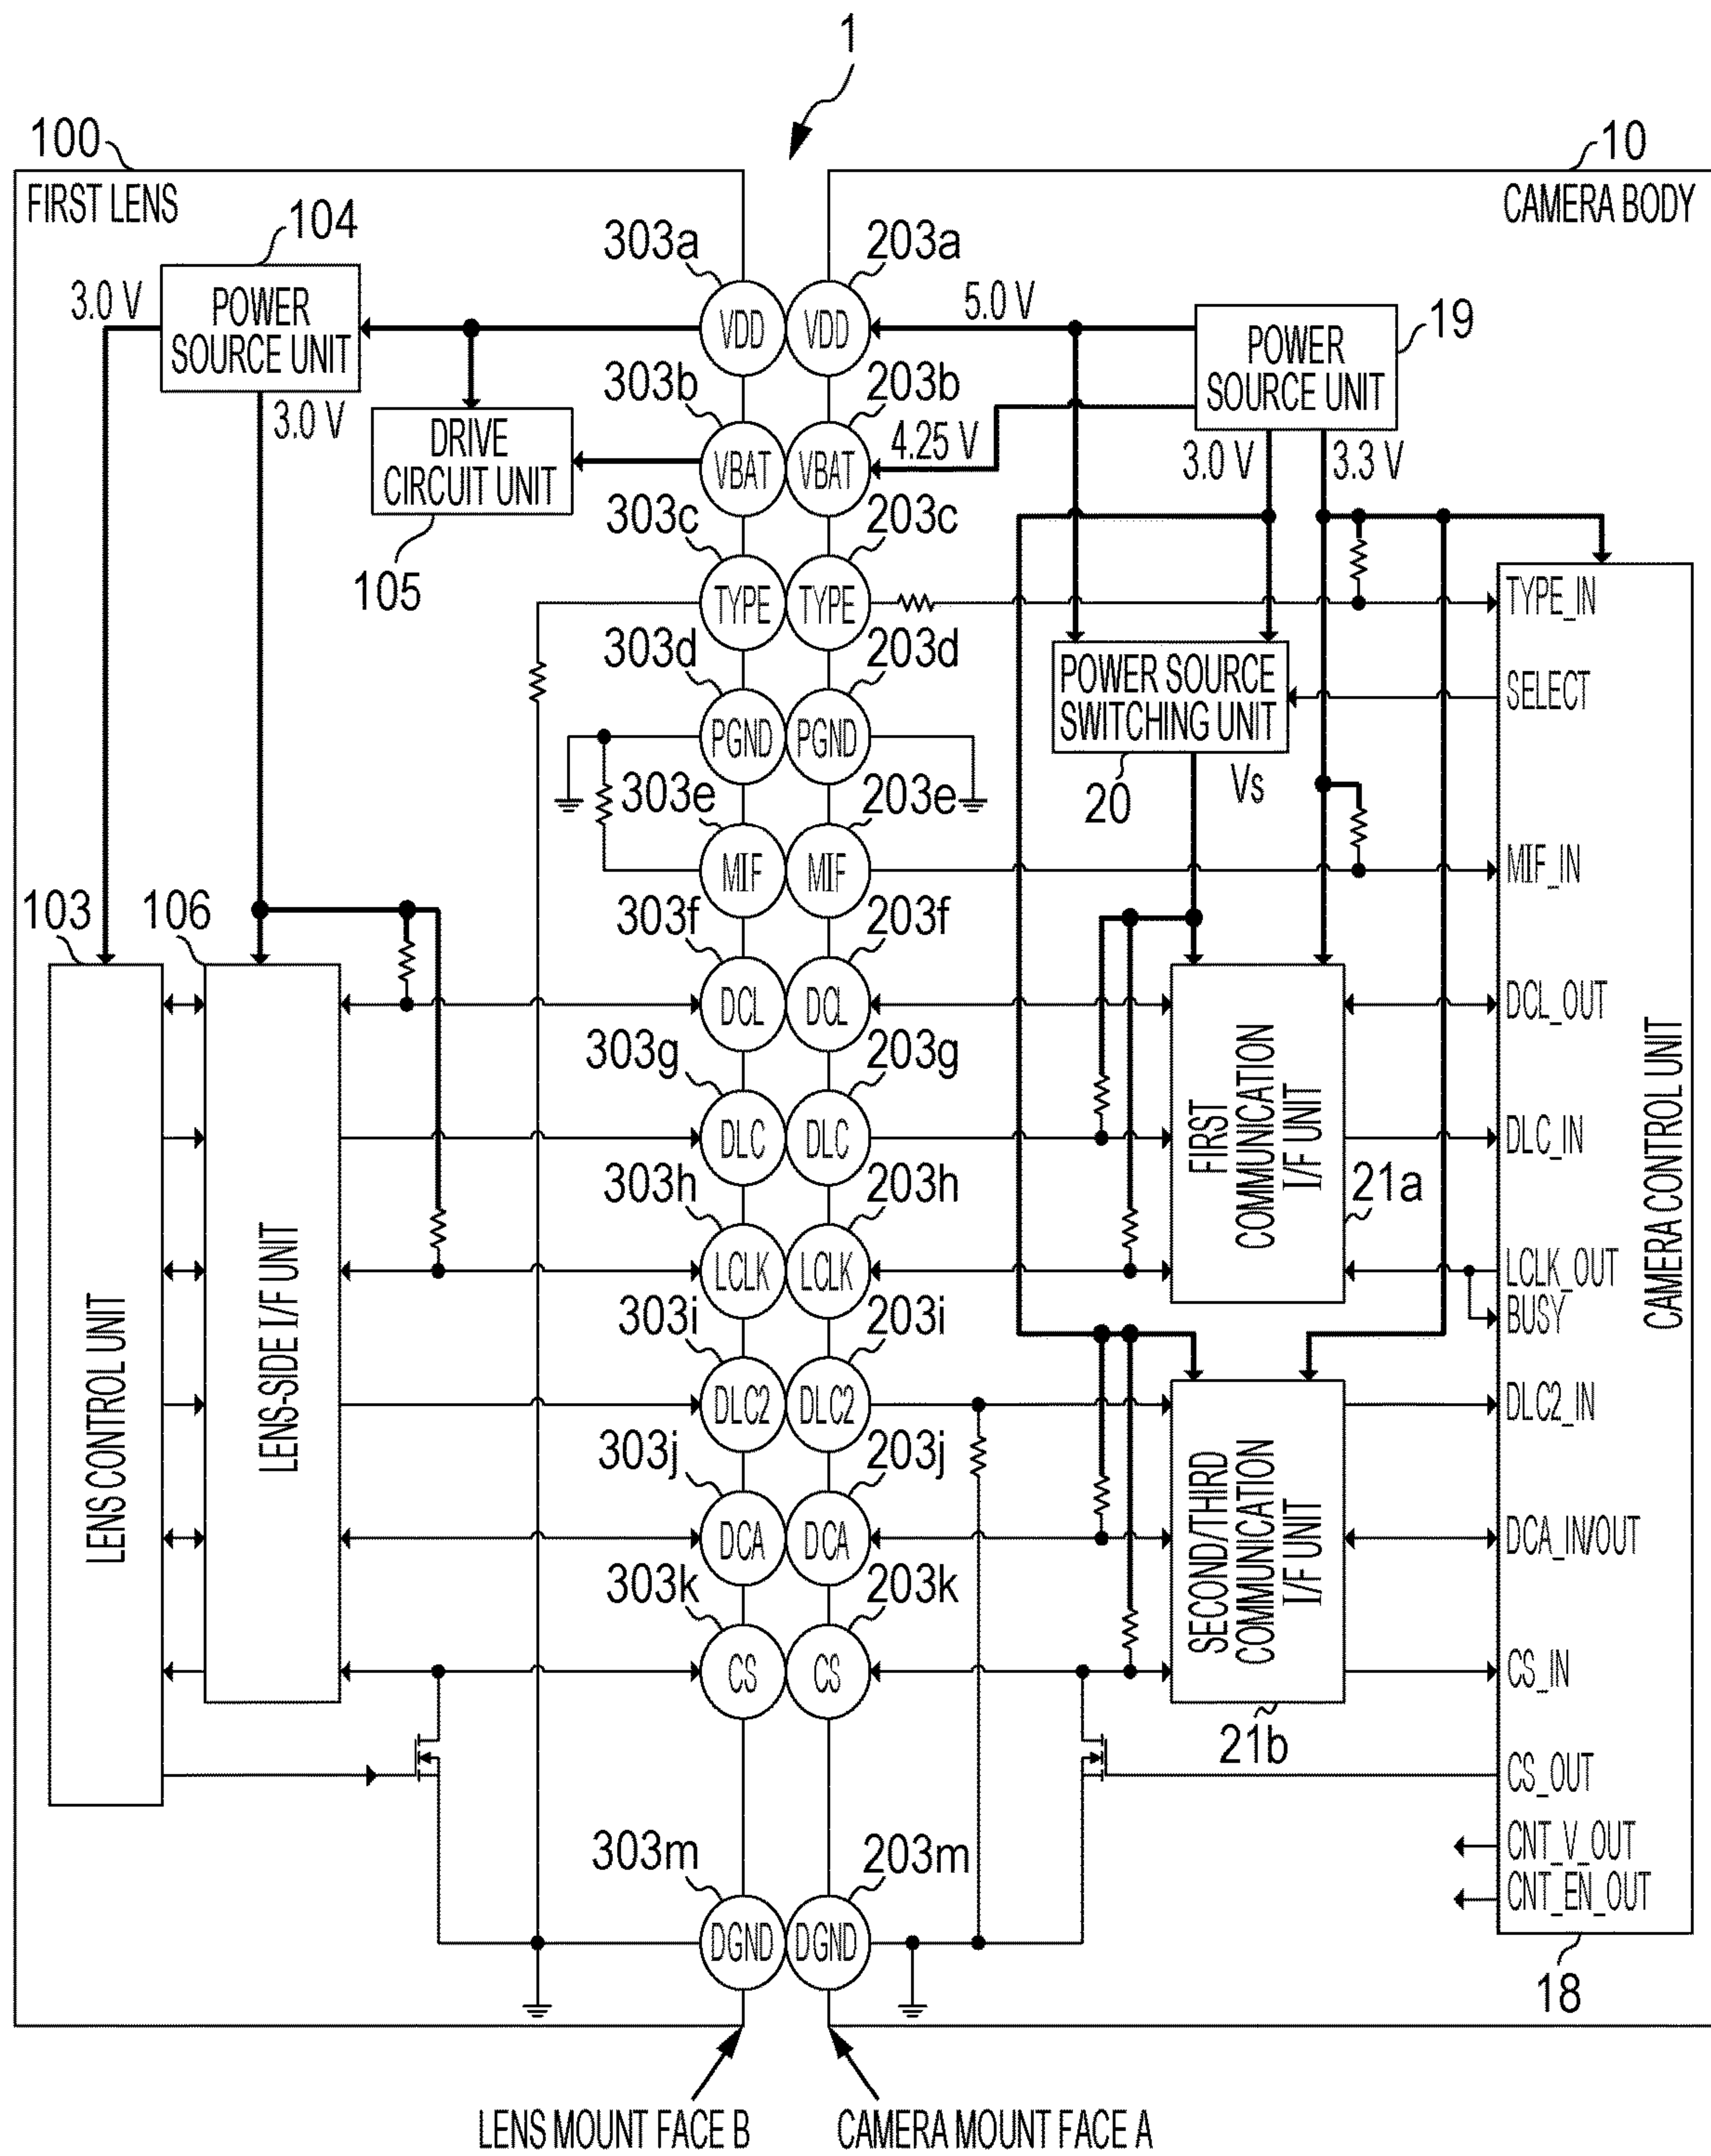 1
100
10
FIRST LENS
CAMERA BODY
104
303a
203a
3.0 V
POWER
SOURCE UNIT
VDD
VDD
5.0 V
POWER
SOURCE UNIT
19
303b
203b
3.0 V
DRIVE
CIRCUIT UNIT
VBAT
VBAT
4.25 V
3.0 V
3.3 V
105
303c
203c
TYPE
TYPE
TYPE_IN
303d
203d
POWER SOURCE
SWITCHING UNIT
SELECT
PGND
PGND
20
Vs
303e
203e
MIF
MIF
MIF_IN
103
106
303f
203f
DCL
DCL
DCL_OUT
303g
203g
DLC
DLC
DLC_IN
FIRST
COMMUNICATION
I/F UNIT
21a
303h
203h
LCLK
LCLK
LCLK_OUT
BUSY
CAMERA CONTROL UNIT
LENS CONTROL UNIT
LENS-SIDE I/F UNIT
303i
203i
DLC2
DLC2
DLC2_IN
303j
203j
DCA
DCA
DCA_IN/OUT
SECOND/THIRD
COMMUNICATION
I/F UNIT
303k
203k
CS
CS
CS_IN
21b
CS_OUT
CNT_V_OUT
CNT_EN_OUT
303m
203m
DGND
DGND
18
LENS MOUNT FACE B
CAMERA MOUNT FACE A